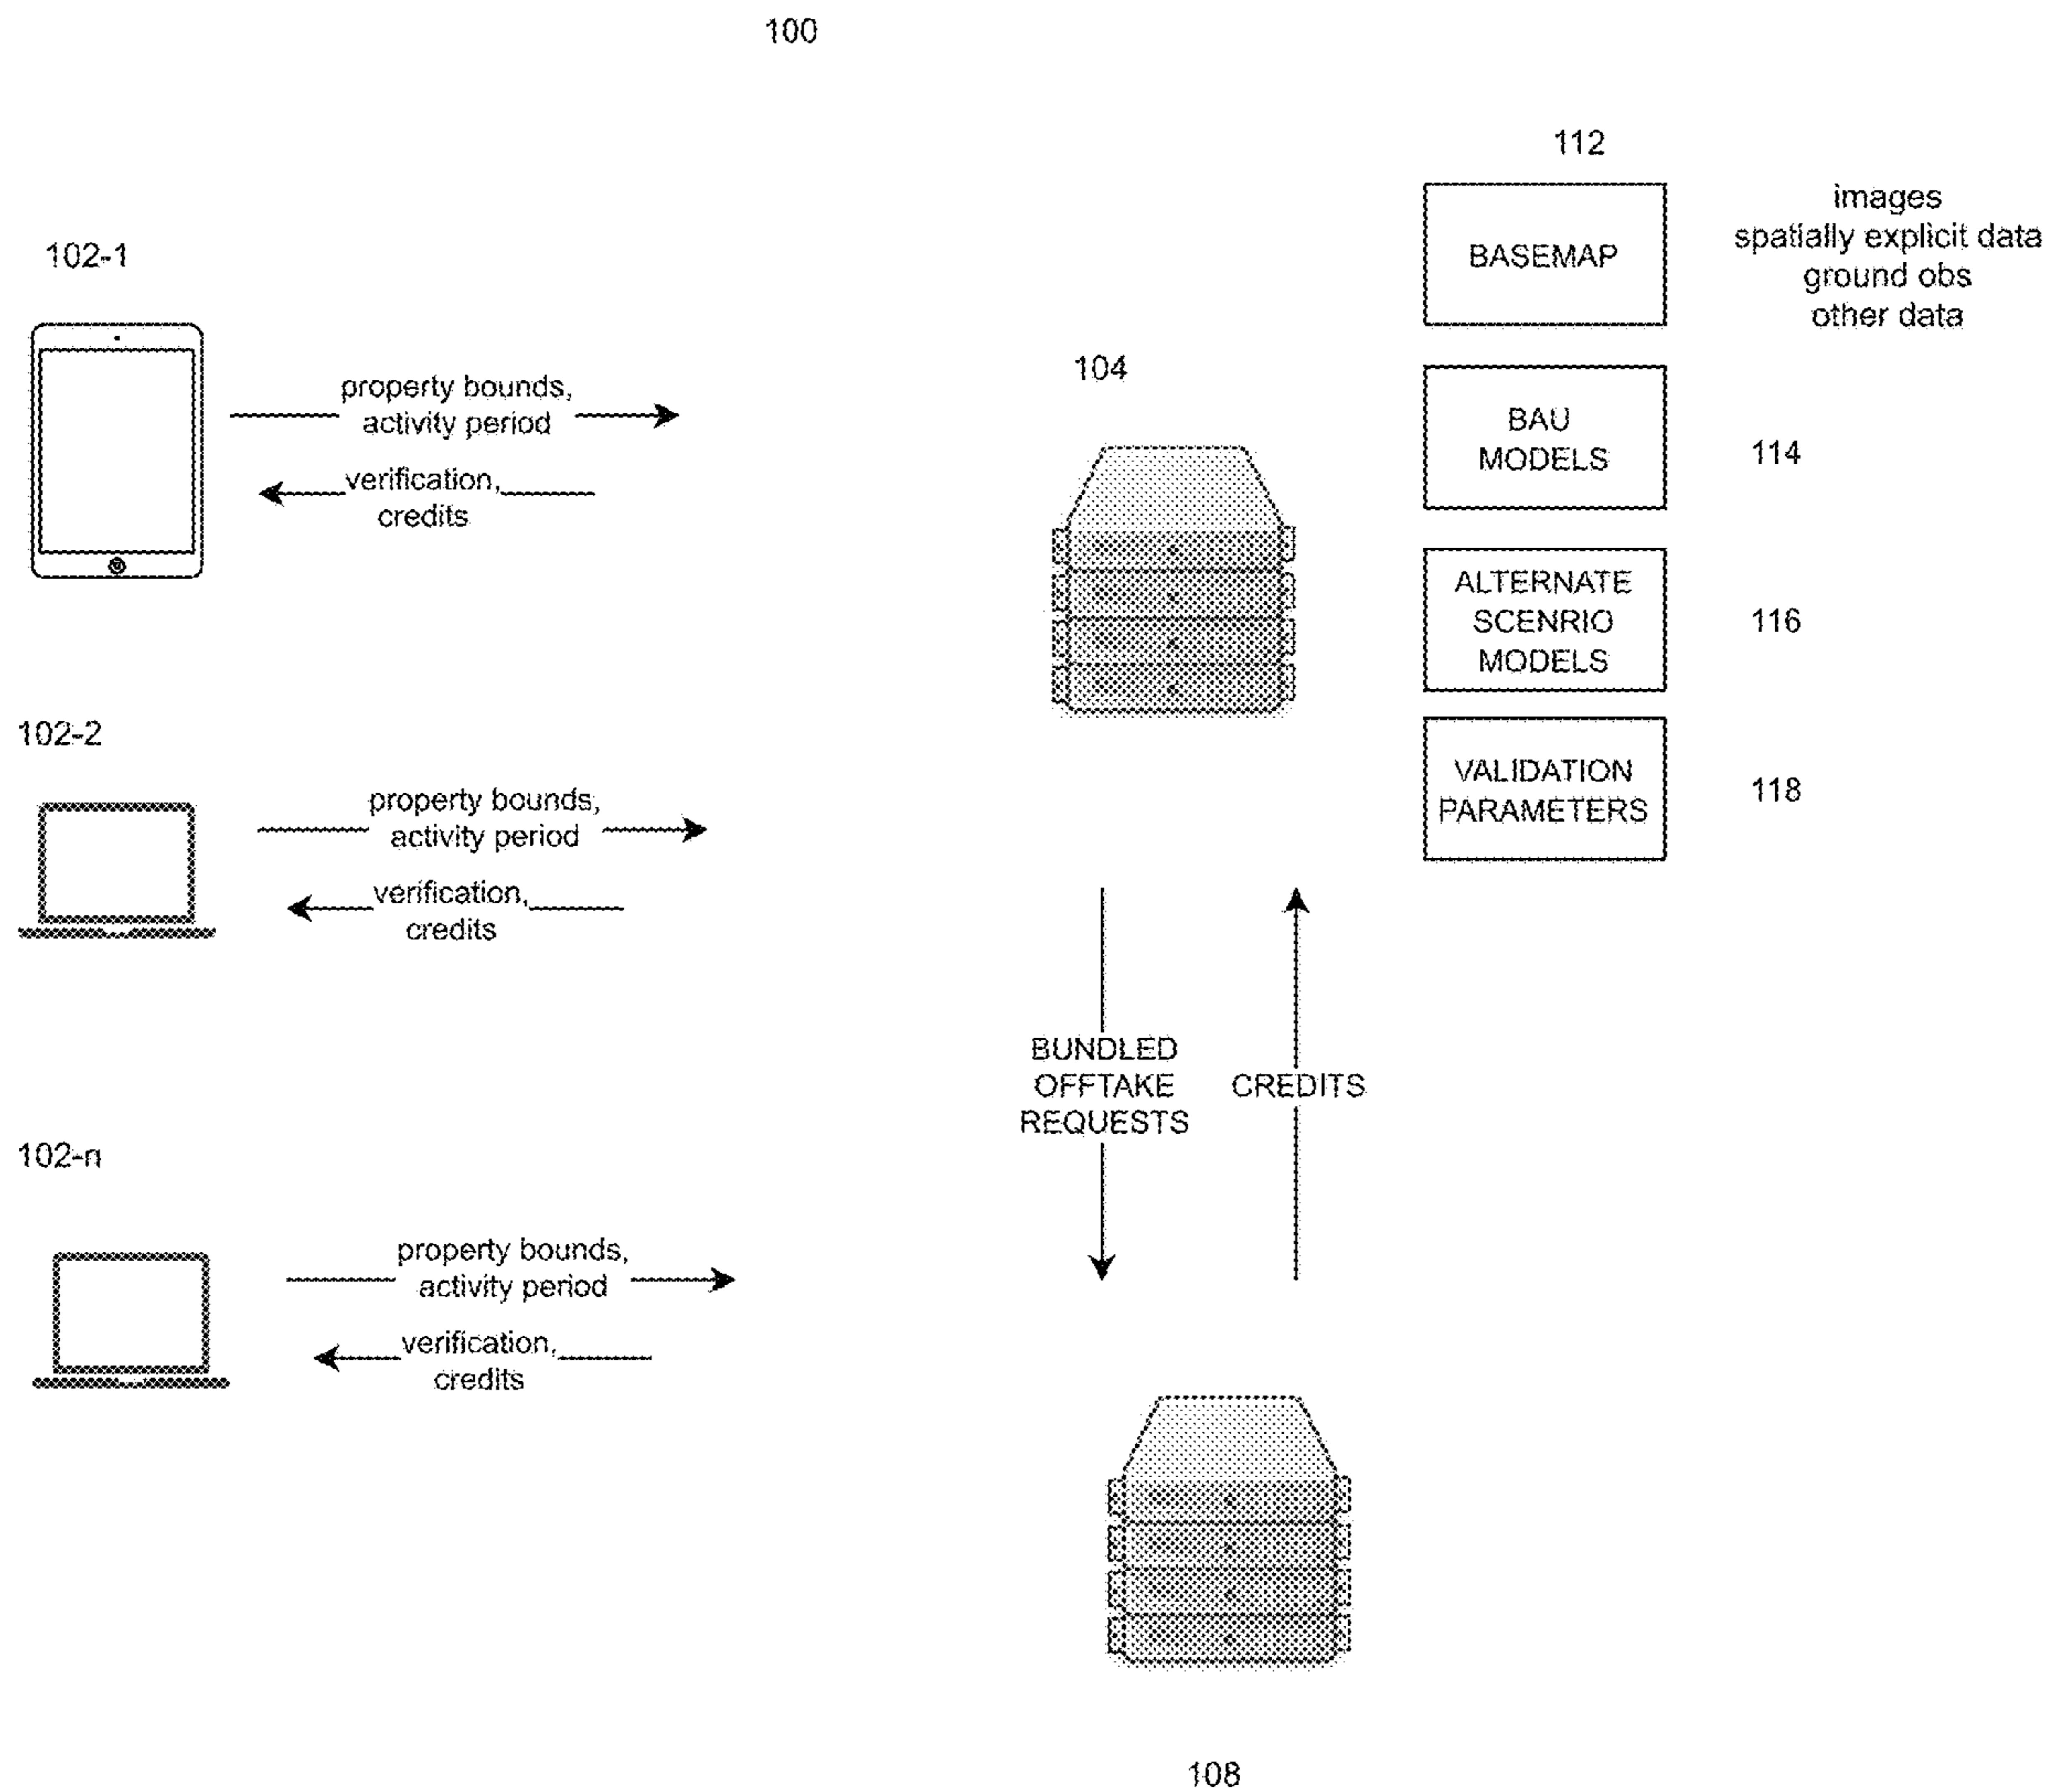 100
112
BASEMAP
images
spatially explicit data
ground obs
other data
102-1
property bounds,
activity period
verification,
credits
104
BAU
MODELS
114
ALTERNATE
SCENRIO
MODELS
116
VALIDATION
PARAMETERS
118
102-2
property bounds,
activity period
verification,
credits
BUNDLED
OFFTAKE
REQUESTS
CREDITS
102-n
property bounds,
activity period
verification,
credits
108